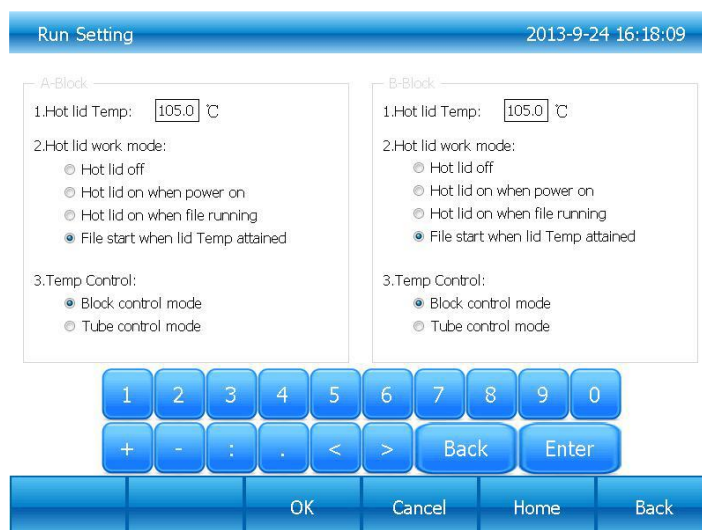 Run Setting
2013-9-24 16:18:09
A-Block
1.Hot lid Temp: 105.0 ℃
2.Hot lid work mode:
Hot lid off
Hot lid on when power on
Hot lid on when file running
File start when lid Temp attained
3.Temp Control:
Block control mode
Tube control mode
B-Block
1.Hot lid Temp: 105.0 ℃
2.Hot lid work mode:
Hot lid off
Hot lid on when power on
Hot lid on when file running
File start when lid Temp attained
3.Temp Control:
Block control mode
Tube control mode
1 2 3 4 5 6 7 8 9 0
+ - : . < > Back Enter
OK Cancel Home Back